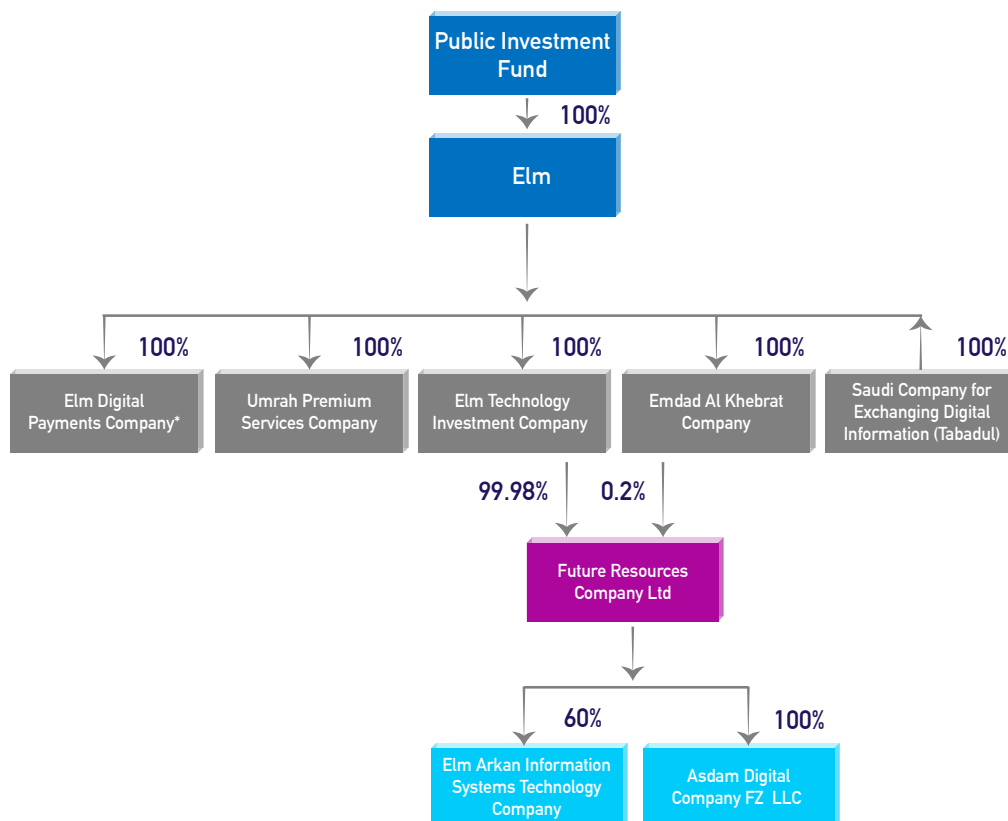 Public Investment
Fund
100%
Elm
100%
100%
100%
100%
100%
Elm Digital
Payments Company*
Umrah Premium
Services Company
Elm Technology
Investment Company
Emdad Al Khebrat
Company
Saudi Company for
Exchanging Digital
Information (Tabadul)
99.98%
0.2%
Future Resources
Company Ltd
60%
100%
Elm Arkan Information
Systems Technology
Company
Asdam Digital
Company FZ LLC